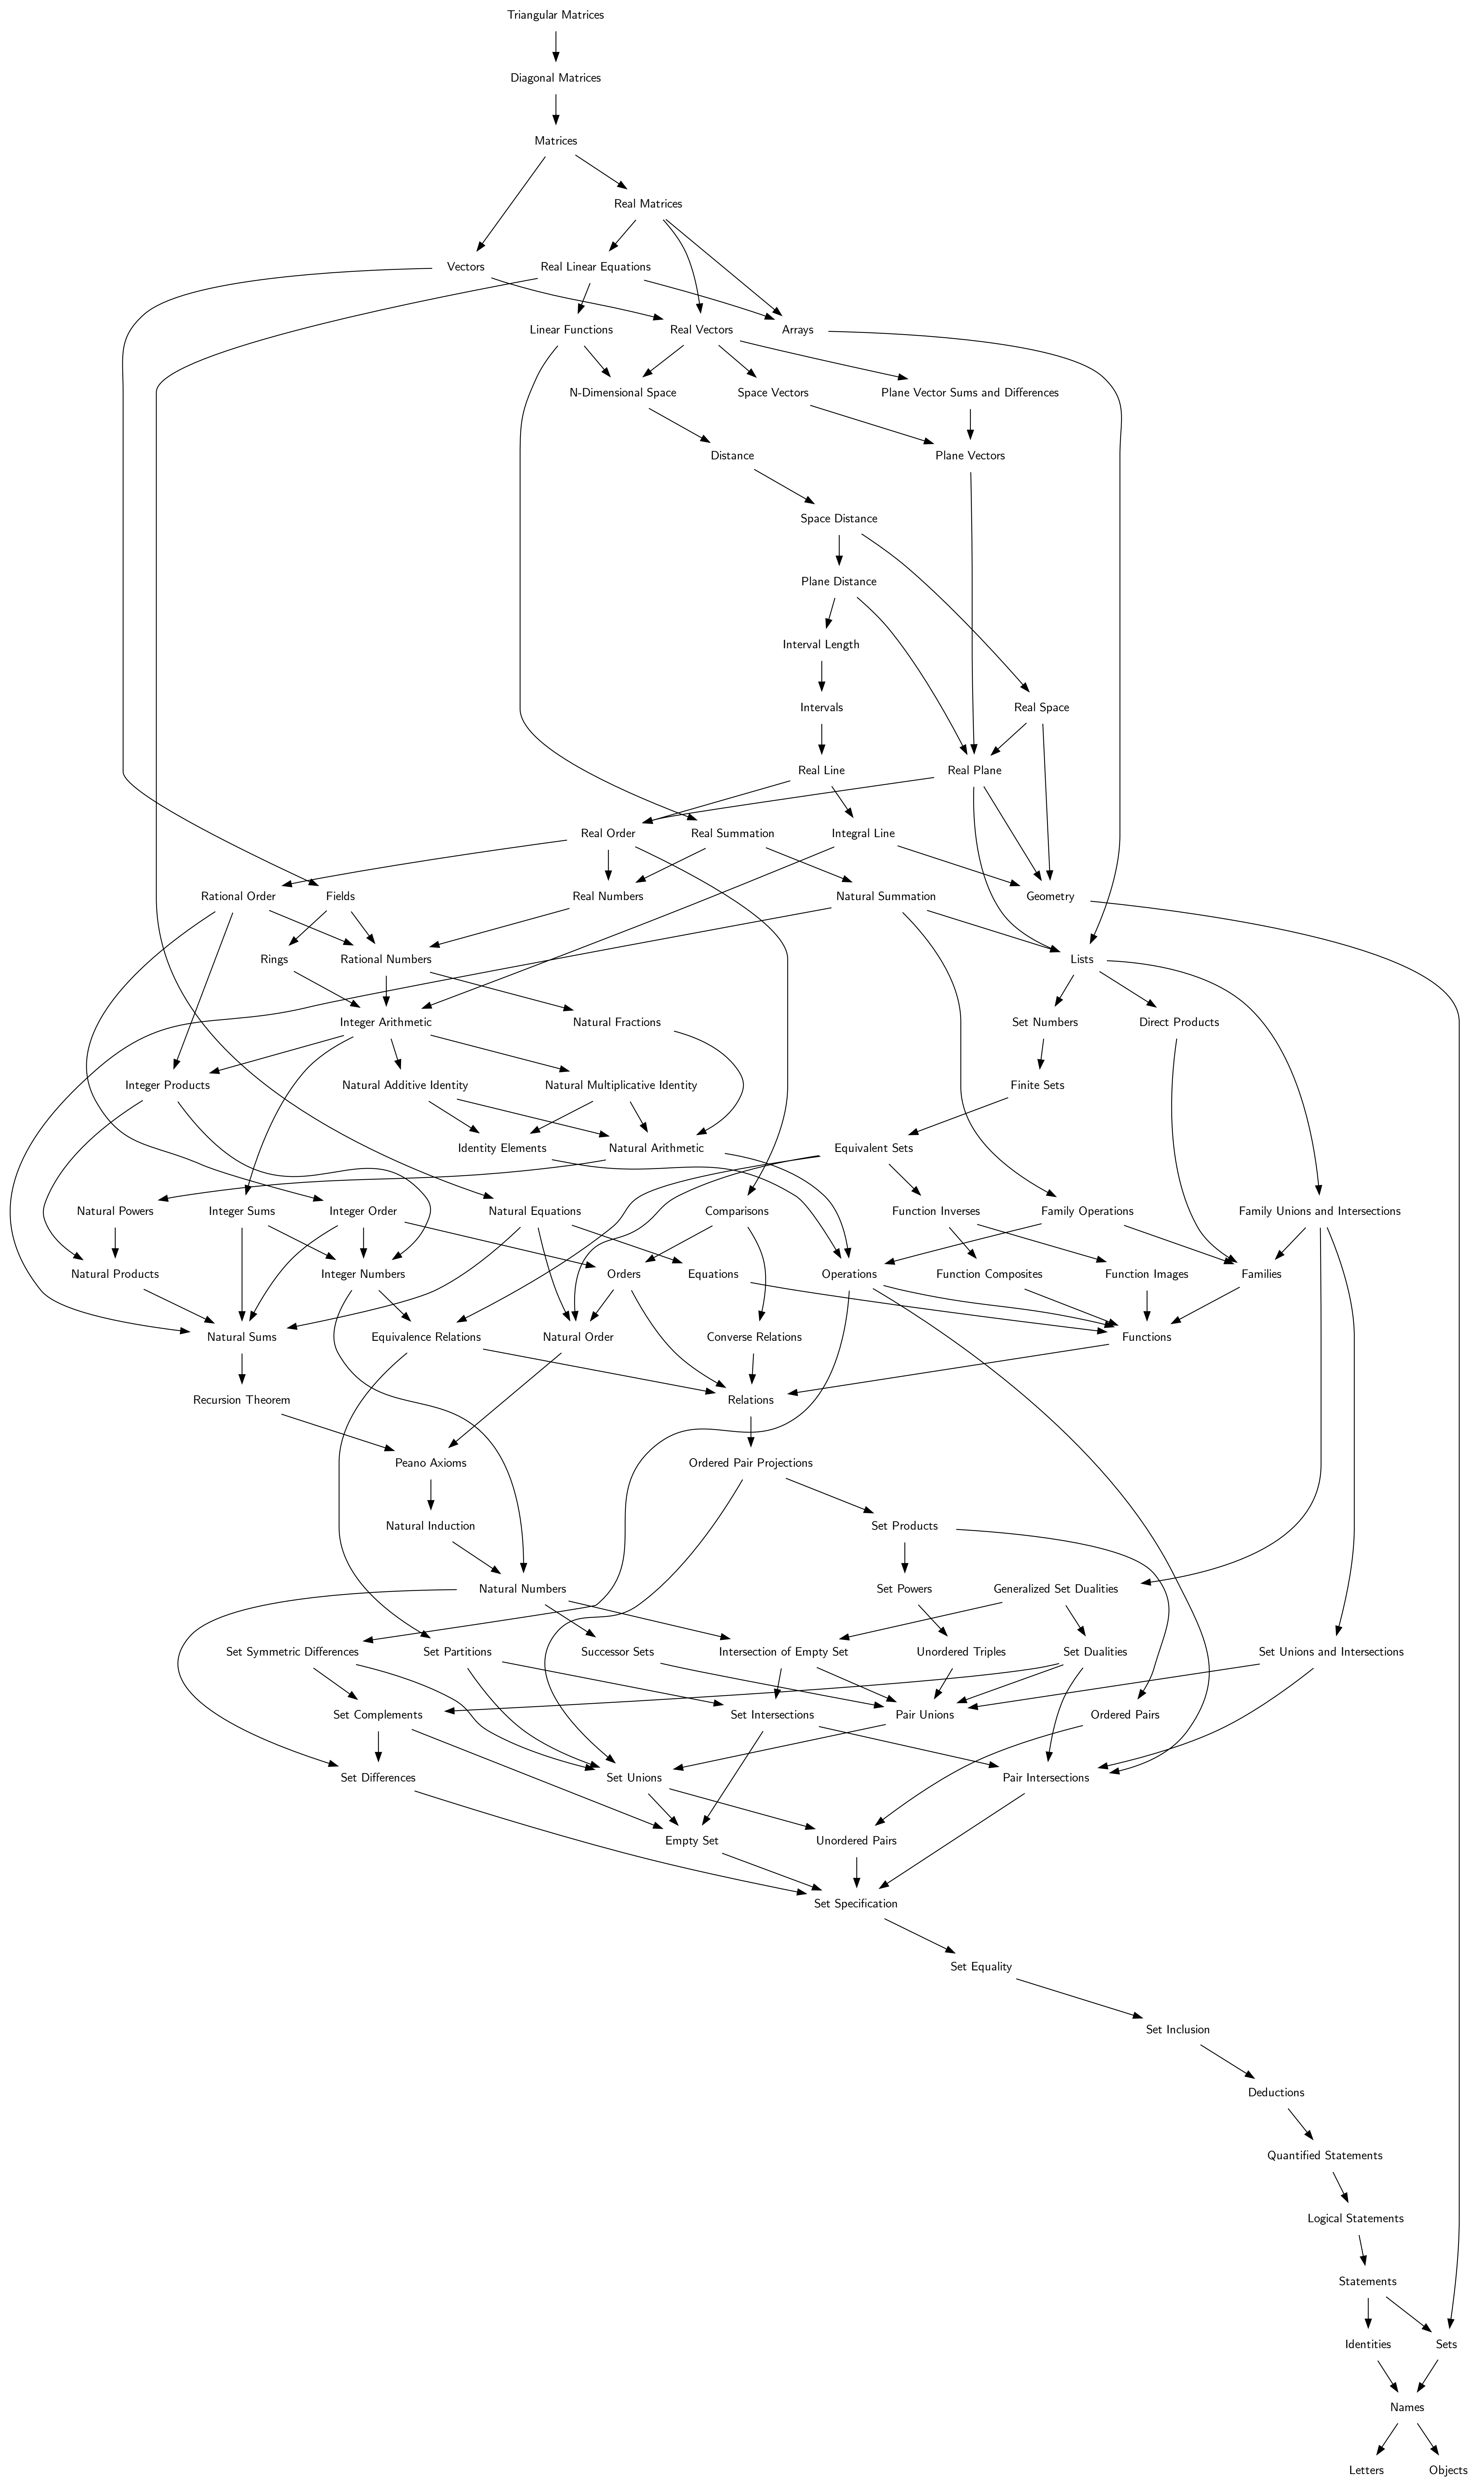 Triangular Matrices
Diagonal Matrices
Matrices
Real Matrices
Vectors
Real Linear Equations
Linear Functions
Real Vectors
Arrays
N-Dimensional Space
Space Vectors
Plane Vector Sums and Differences
Distance
Plane Vectors
Space Distance
Plane Distance
Interval Length
Intervals
Real Space
Real Line
Real Plane
Real Order
Real Summation
Integral Line
Rational Order
Fields
Real Numbers
Natural Summation
Geometry
Rings
Rational Numbers
Lists
Integer Arithmetic
Natural Fractions
Set Numbers
Direct Products
Integer Products
Natural Additive Identity
Natural Multiplicative Identity
Finite Sets
Identity Elements
Natural Arithmetic
Equivalent Sets
Natural Powers
Integer Sums
Integer Order
Natural Equations
Comparisons
Function Inverses
Family Operations
Family Unions and Intersections
Natural Products
Integer Numbers
Orders
Equations
Operations
Function Composites
Function Images
Families
Natural Sums
Equivalence Relations
Natural Order
Converse Relations
Functions
Recursion Theorem
Relations
Peano Axioms
Ordered Pair Projections
Natural Induction
Set Products
Natural Numbers
Set Powers
Generalized Set Dualities
Set Symmetric Differences
Set Partitions
Successor Sets
Intersection of Empty Set
Unordered Triples
Set Dualities
Set Unions and Intersections
Set Complements
Set Intersections
Pair Unions
Ordered Pairs
Set Differences
Set Unions
Pair Intersections
Empty Set
Unordered Pairs
Set Specification
Set Equality
Set Inclusion
Deductions
Quantified Statements
Logical Statements
Statements
Identities
Sets
Names
Letters
Objects